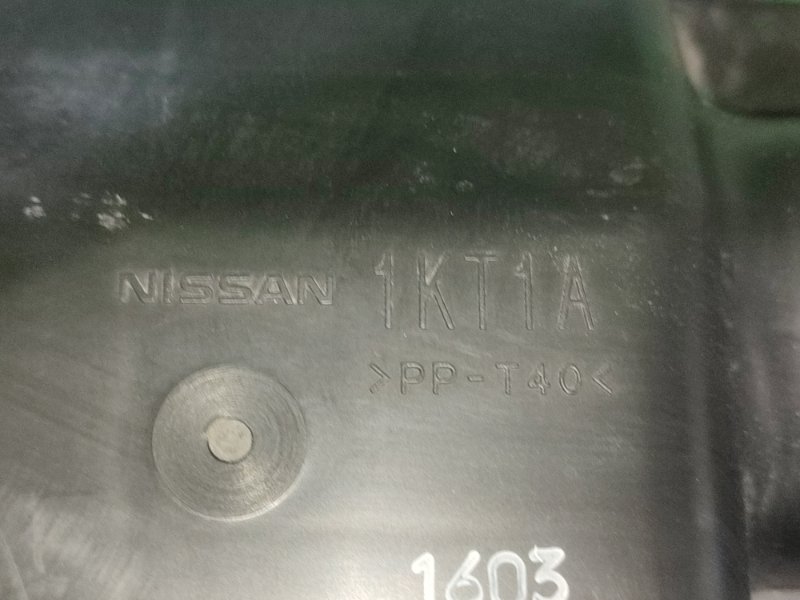 NISSAN 1KT1A
>PP-T40<
1603